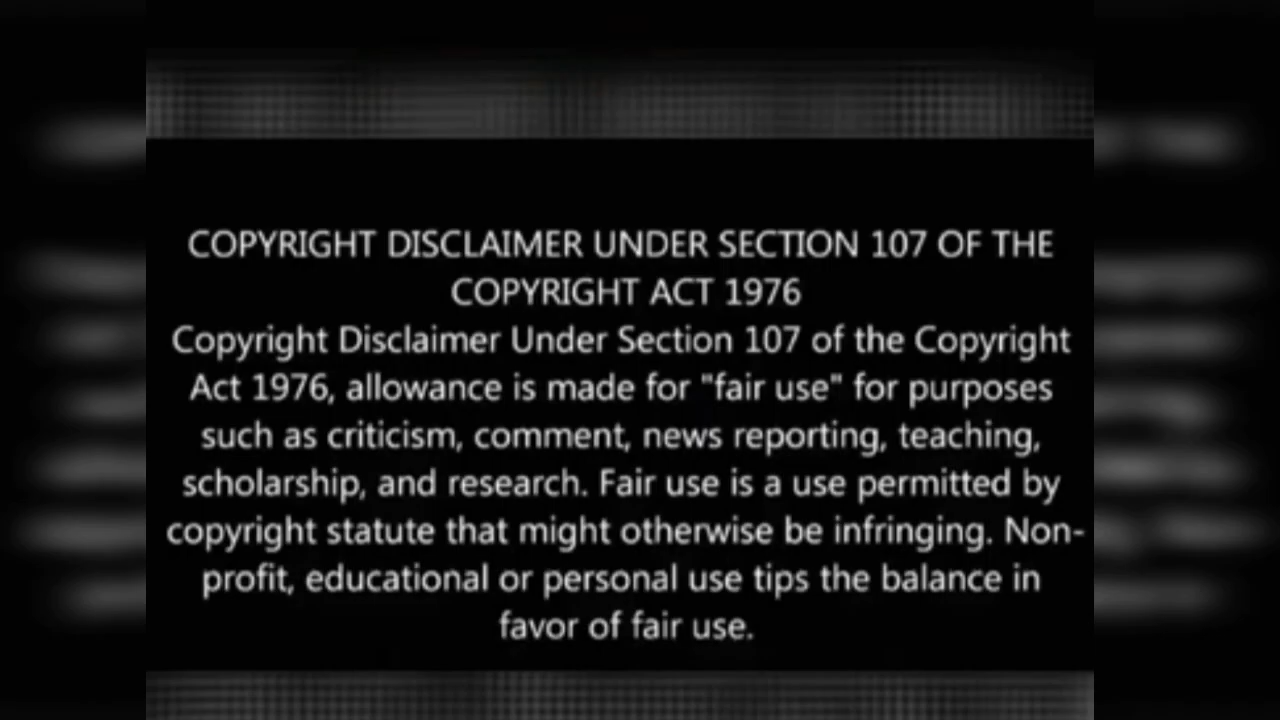 COPYRIGHT DISCLAIMER UNDER SECTION 107 OF THE
COPYRIGHT ACT 1976
Copyright Disclaimer Under Section 107 of the Copyright
Act 1976, allowance is made for "fair use" for purposes
such as criticism, comment, news reporting, teaching,
scholarship, and research. Fair use is a use permitted by
copyright statute that might otherwise be infringing. Non-
profit, educational or personal use tips the balance in
favor of fair use.